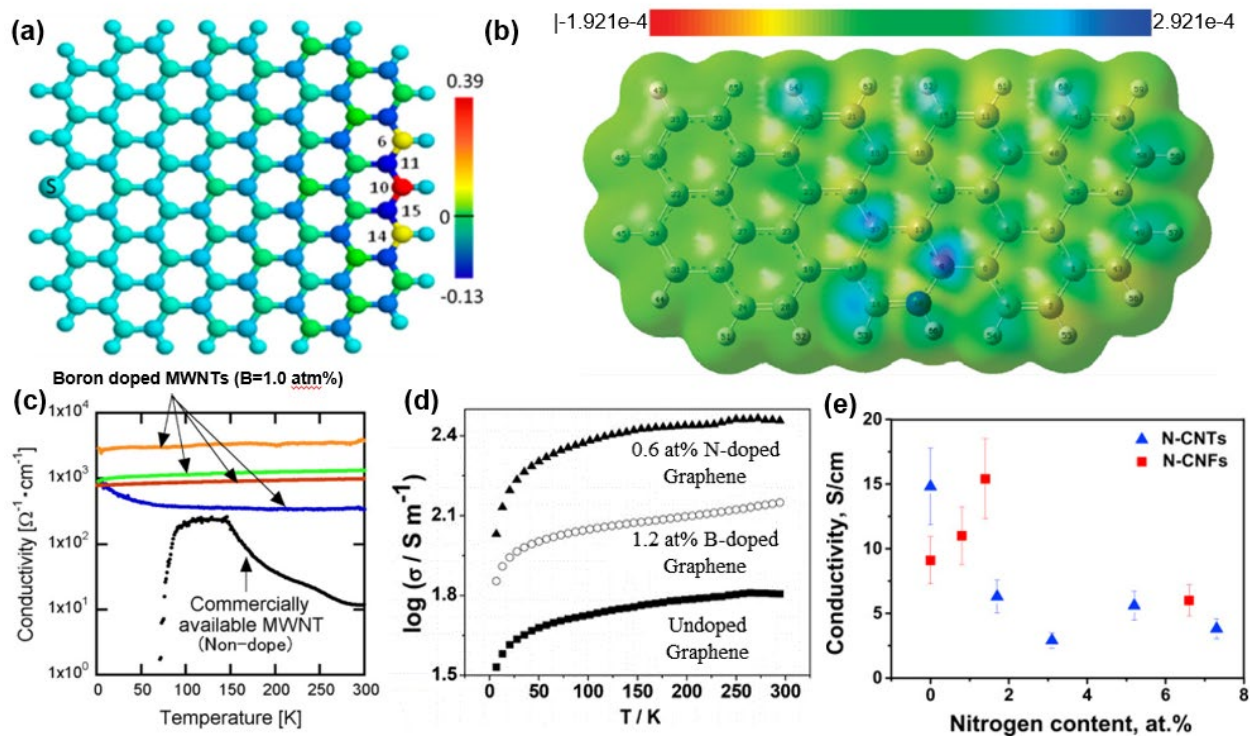 (a)
0.39
0
-0.13
6
11
10
15
14
S
(b)
|-1.921e-4
2.921e-4
Boron doped MWNTs (B=1.0 atm%)
(c)
1x10⁴
1x10³
1x10²
1x10¹
1x10⁰
Conductivity [Ω⁻¹·cm⁻¹]
Commercially
available MWNT
(Non-dope)
0
50
100
150
200
250
300
Temperature [K]
(d)
2.4
2.1
1.8
1.5
log (σ / S m⁻¹)
0.6 at% N-doped
Graphene
1.2 at% B-doped
Graphene
Undoped
Graphene
0
50
100
150
200
250
300
T / K
(e)
20
15
10
5
0
Conductivity, S/cm
N-CNTs
N-CNFs
0
2
4
6
8
Nitrogen content, at.%